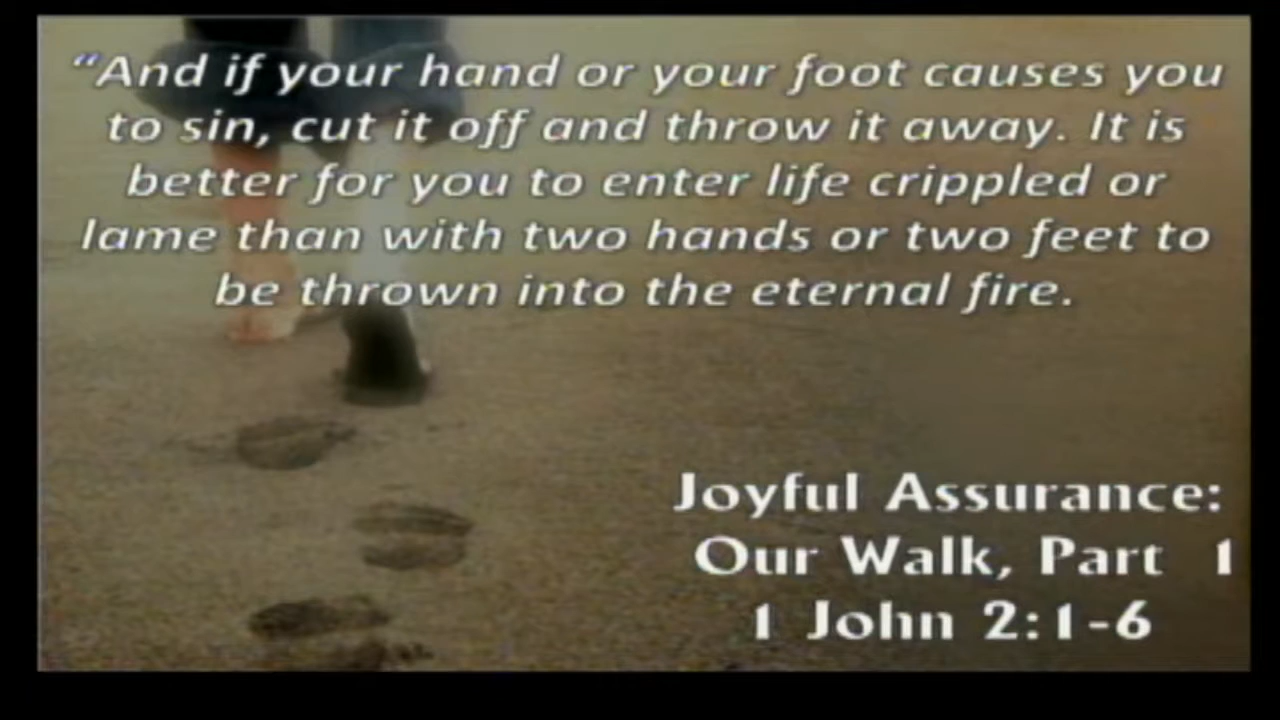 “And if your hand or your foot causes you
to sin, cut it off and throw it away. It is
better for you to enter life crippled or
lame than with two hands or two feet to
be thrown into the eternal fire.
Joyful Assurance:
Our Walk, Part 1
1 John 2:1-6